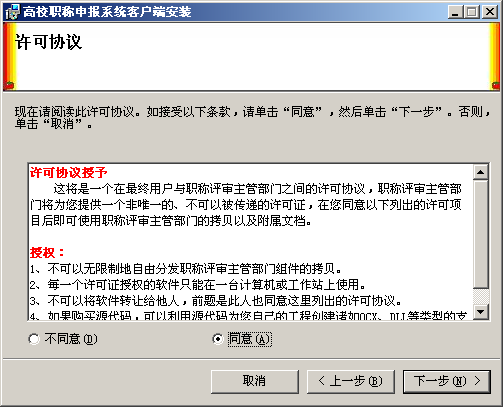 高校职称申报系统客户端安装
许可协议
现在请阅读此许可协议。如接受以下条款，请单击“同意”，然后单击“下一步”。否则，
单击“取消”。
许可协议授予
这将是一个在最终用户与职称评审主管部门之间的许可协议，职称评审主管部
门将为您提供一个非唯一的、不可以被传递的许可证，在您同意以下列出的许可项
目后即可使用职称评审主管部门的拷贝以及附属文档。
授权：
1、不可以无限制地自由分发职称评审主管部门组件的拷贝。
2、每一个许可证授权的软件只能在一台计算机或工作站上使用。
3、不可以将软件转让给他人，前题是此人也同意这里列出的许可协议。
4、如果购买源代码，可以利用源代码为您自己的工程创建诸如OCX、DLL等类型的支
不同意(D)
同意(A)
取消
< 上一步(B)
下一步(N) >